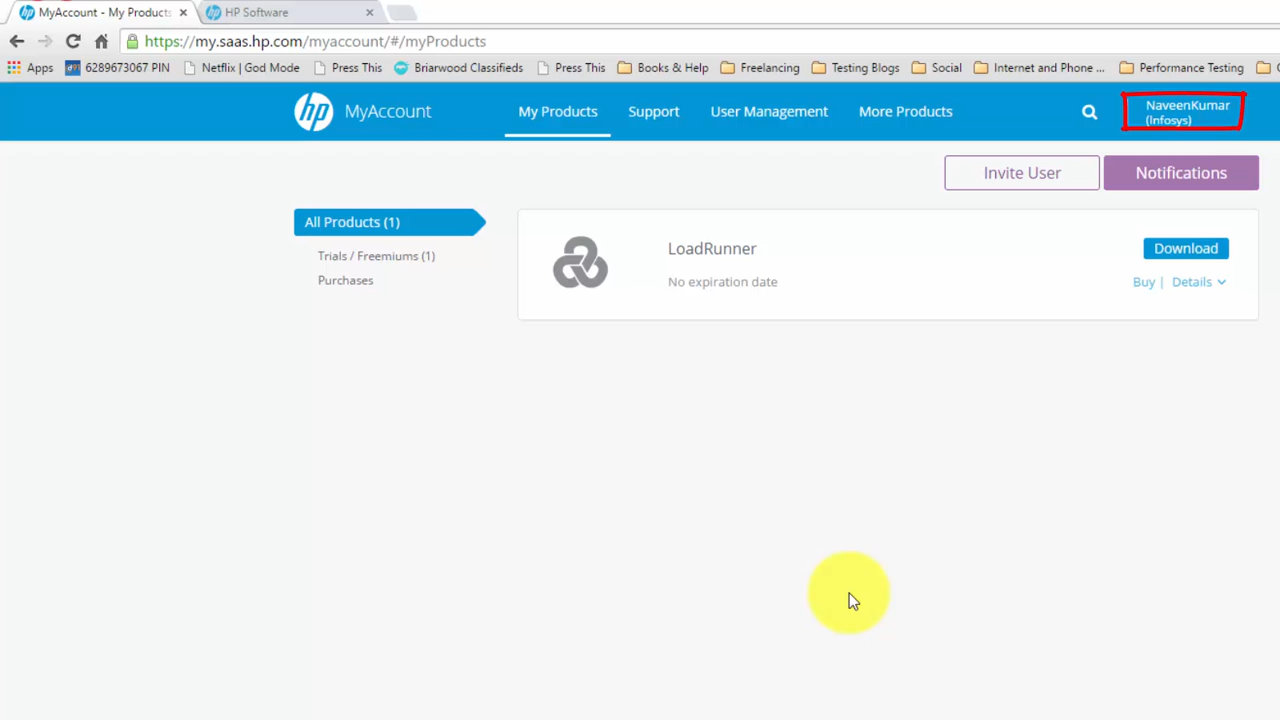 MyAccount - My Products
HP Software
https://my.saas.hp.com/myaccount/#/myProducts
Apps
6289673067 PIN
Netflix | God Mode
Press This
Briarwood Classifieds
Press This
Books & Help
Freelancing
Testing Blogs
Social
Internet and Phone ...
Performance Testing
hp
MyAccount
My Products
Support
User Management
More Products
NaveenKumar
(Infosys)
Invite User
Notifications
All Products (1)
Trials / Freemiums (1)
Purchases
LoadRunner
No expiration date
Download
Buy | Details